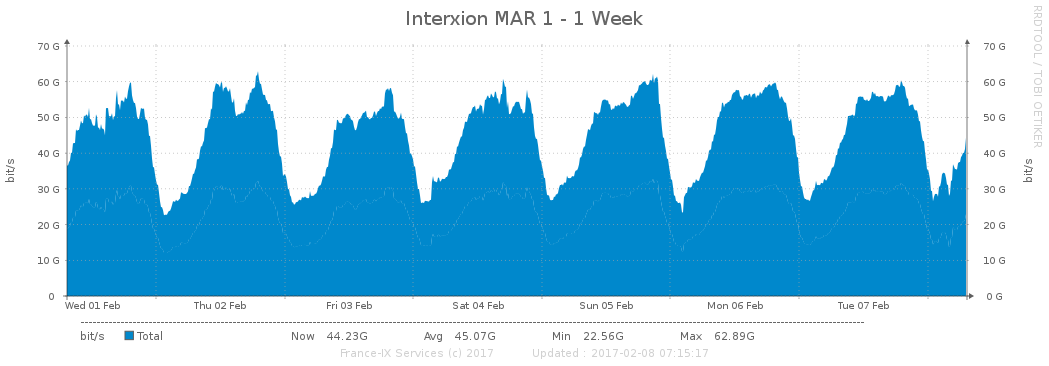 Interxion MAR 1 - 1 Week
RRDTOOL / TOBI OETIKER
70 G 70 G
60 G 60 G
50 G 50 G
40 G 40 G
30 G 30 G
20 G 20 G
10 G 10 G
0 0 G
bit/s
bit/s
Wed 01 Feb Thu 02 Feb Fri 03 Feb Sat 04 Feb Sun 05 Feb Mon 06 Feb Tue 07 Feb
bit/s Total Now 44.23G Avg 45.07G Min 22.56G Max 62.89G
France-IX Services (c) 2017 Updated : 2017-02-08 07:15:17